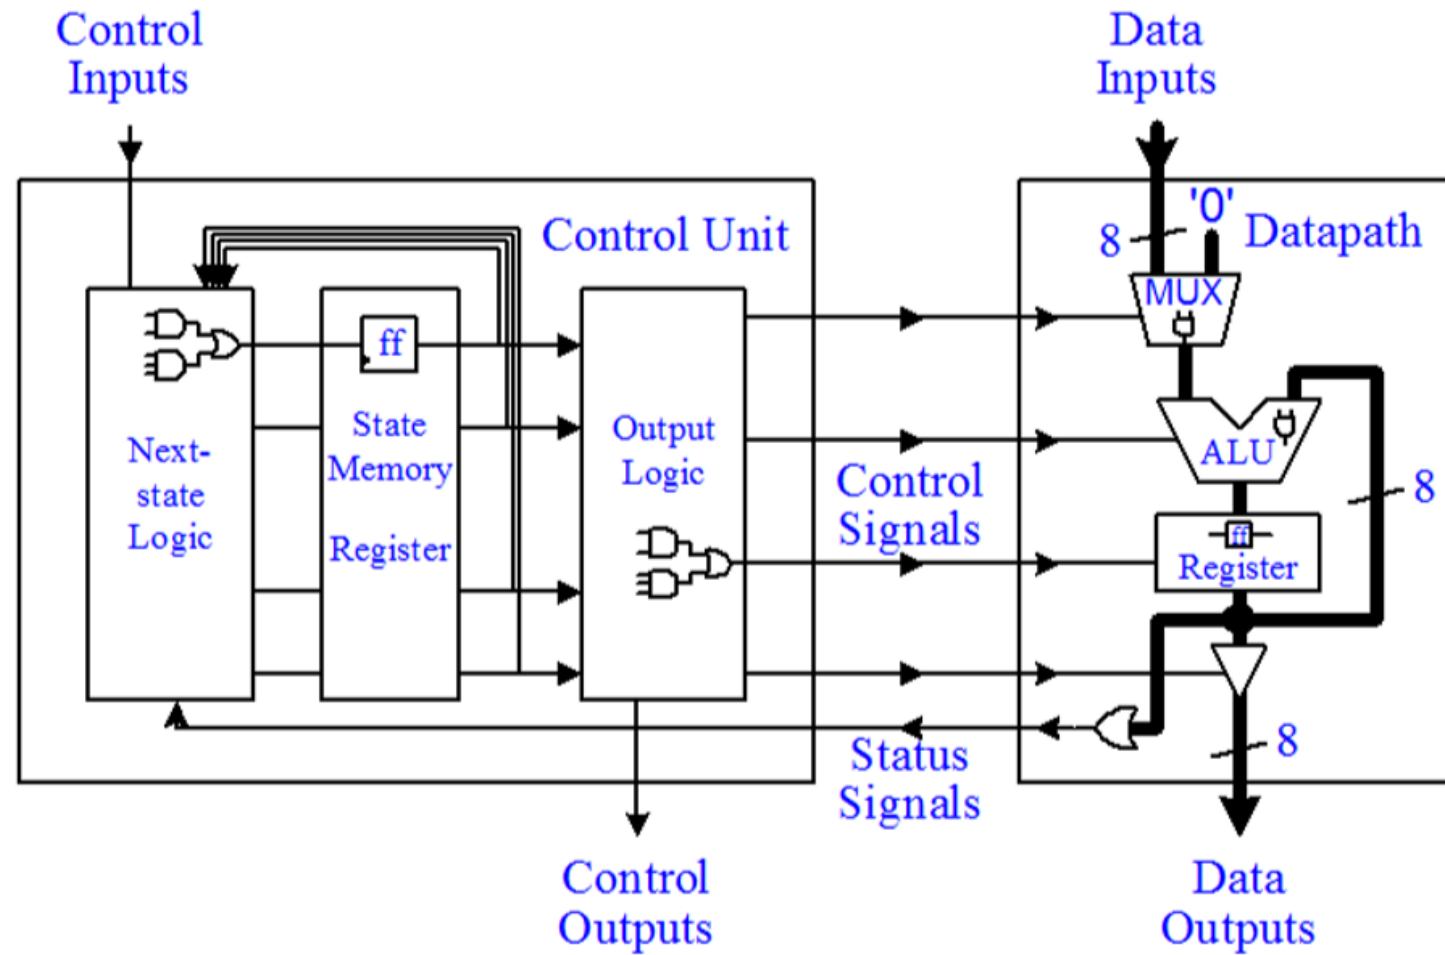 Control
Inputs
Data
Inputs
Control Unit
'0'
8
Datapath
MUX
ff
Next-
state
Logic
State
Memory
Register
Output
Logic
ALU
Control
Signals
8
ff
Register
Status
Signals
8
Control
Outputs
Data
Outputs